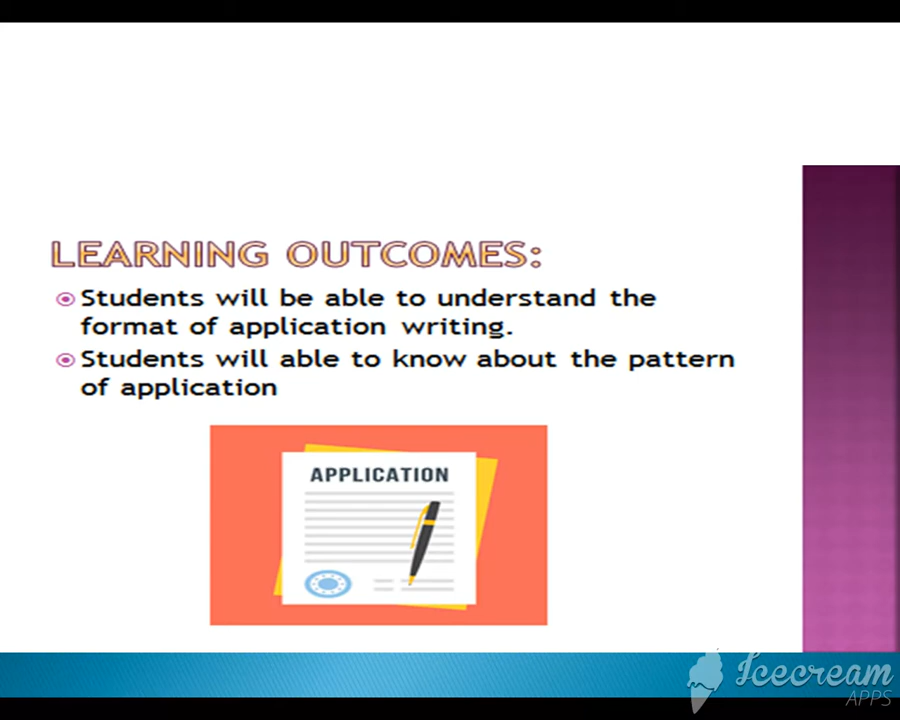 LEARNING OUTCOMES:
Students will be able to understand the
format of application writing.
Students will able to know about the pattern
of application
APPLICATION
Icecream
APPS